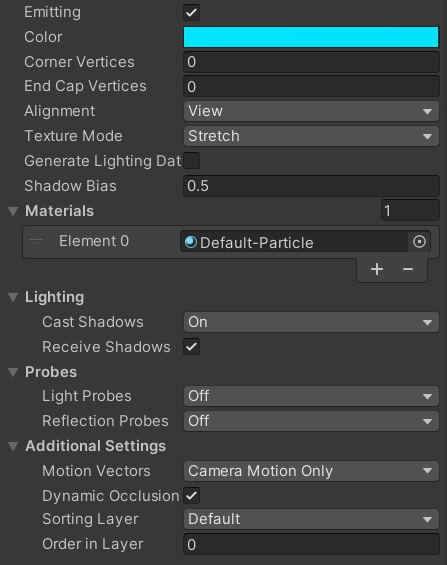 Emitting
Color
Corner Vertices 0
End Cap Vertices 0
Alignment View
Texture Mode Stretch
Generate Lighting Dat
Shadow Bias 0.5
Materials 1
Element 0 Default-Particle
Lighting
Cast Shadows On
Receive Shadows
Probes
Light Probes Off
Reflection Probes Off
Additional Settings
Motion Vectors Camera Motion Only
Dynamic Occlusion
Sorting Layer Default
Order in Layer 0